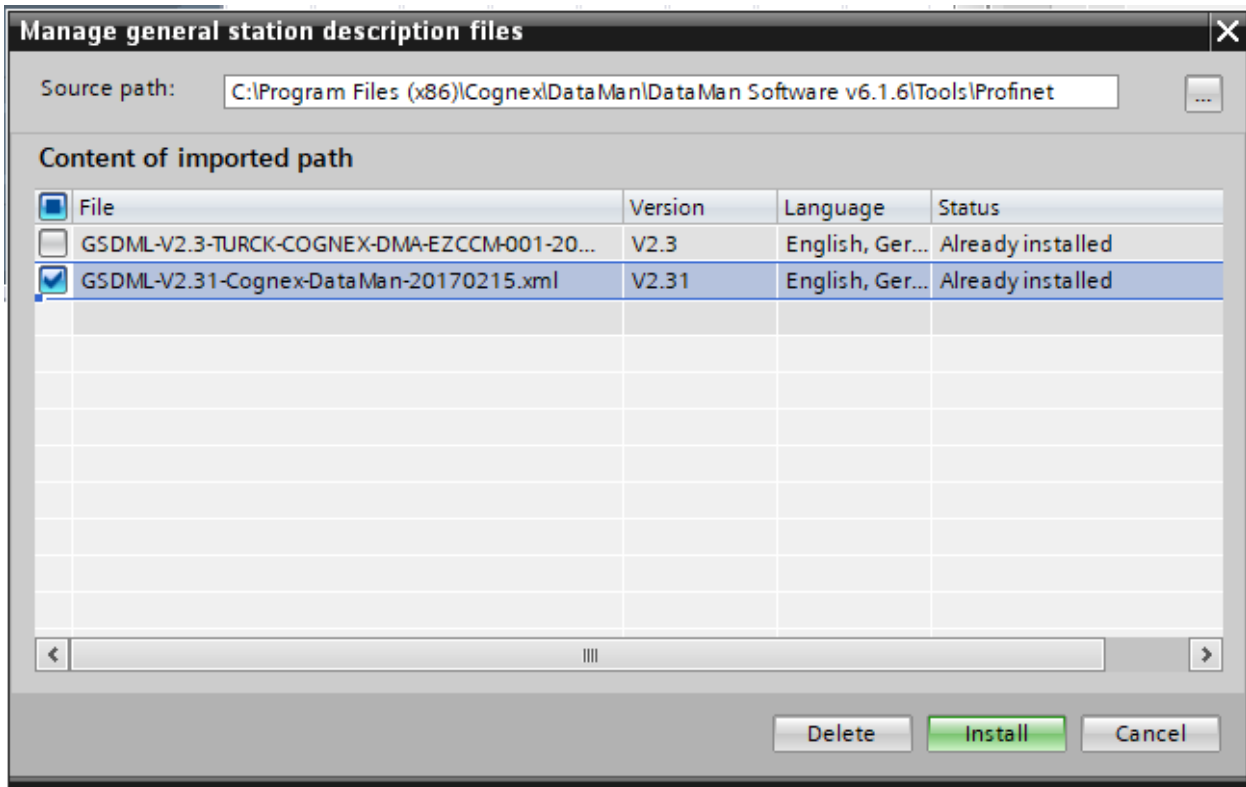 Manage general station description files
Source path: C:\Program Files (x86)\Cognex\DataMan\DataMan Software v6.1.6\Tools\Profinet ...
Content of imported path
File Version Language Status
GSDML-V2.3-TURCK-COGNEX-DMA-EZCCM-001-20... V2.3 English, Ger... Already installed
GSDML-V2.31-Cognex-DataMan-20170215.xml V2.31 English, Ger... Already installed
Delete Install Cancel